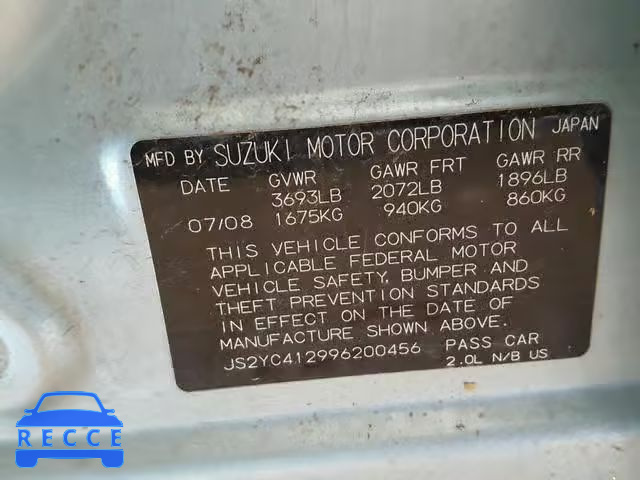 MFD BY SUZUKI MOTOR CORPORATION JAPAN
DATE GVWR GAWR FRT GAWR RR
3693LB 2072LB 1896LB
07/08 1675KG 940KG 860KG
THIS VEHICLE CONFORMS TO ALL
APPLICABLE FEDERAL MOTOR
VEHICLE SAFETY, BUMPER AND
THEFT PREVENTION STANDARDS
IN EFFECT ON THE DATE OF
MANUFACTURE SHOWN ABOVE.
JS2YC412996200456 PASS CAR
2.0L N/B US
RECCE